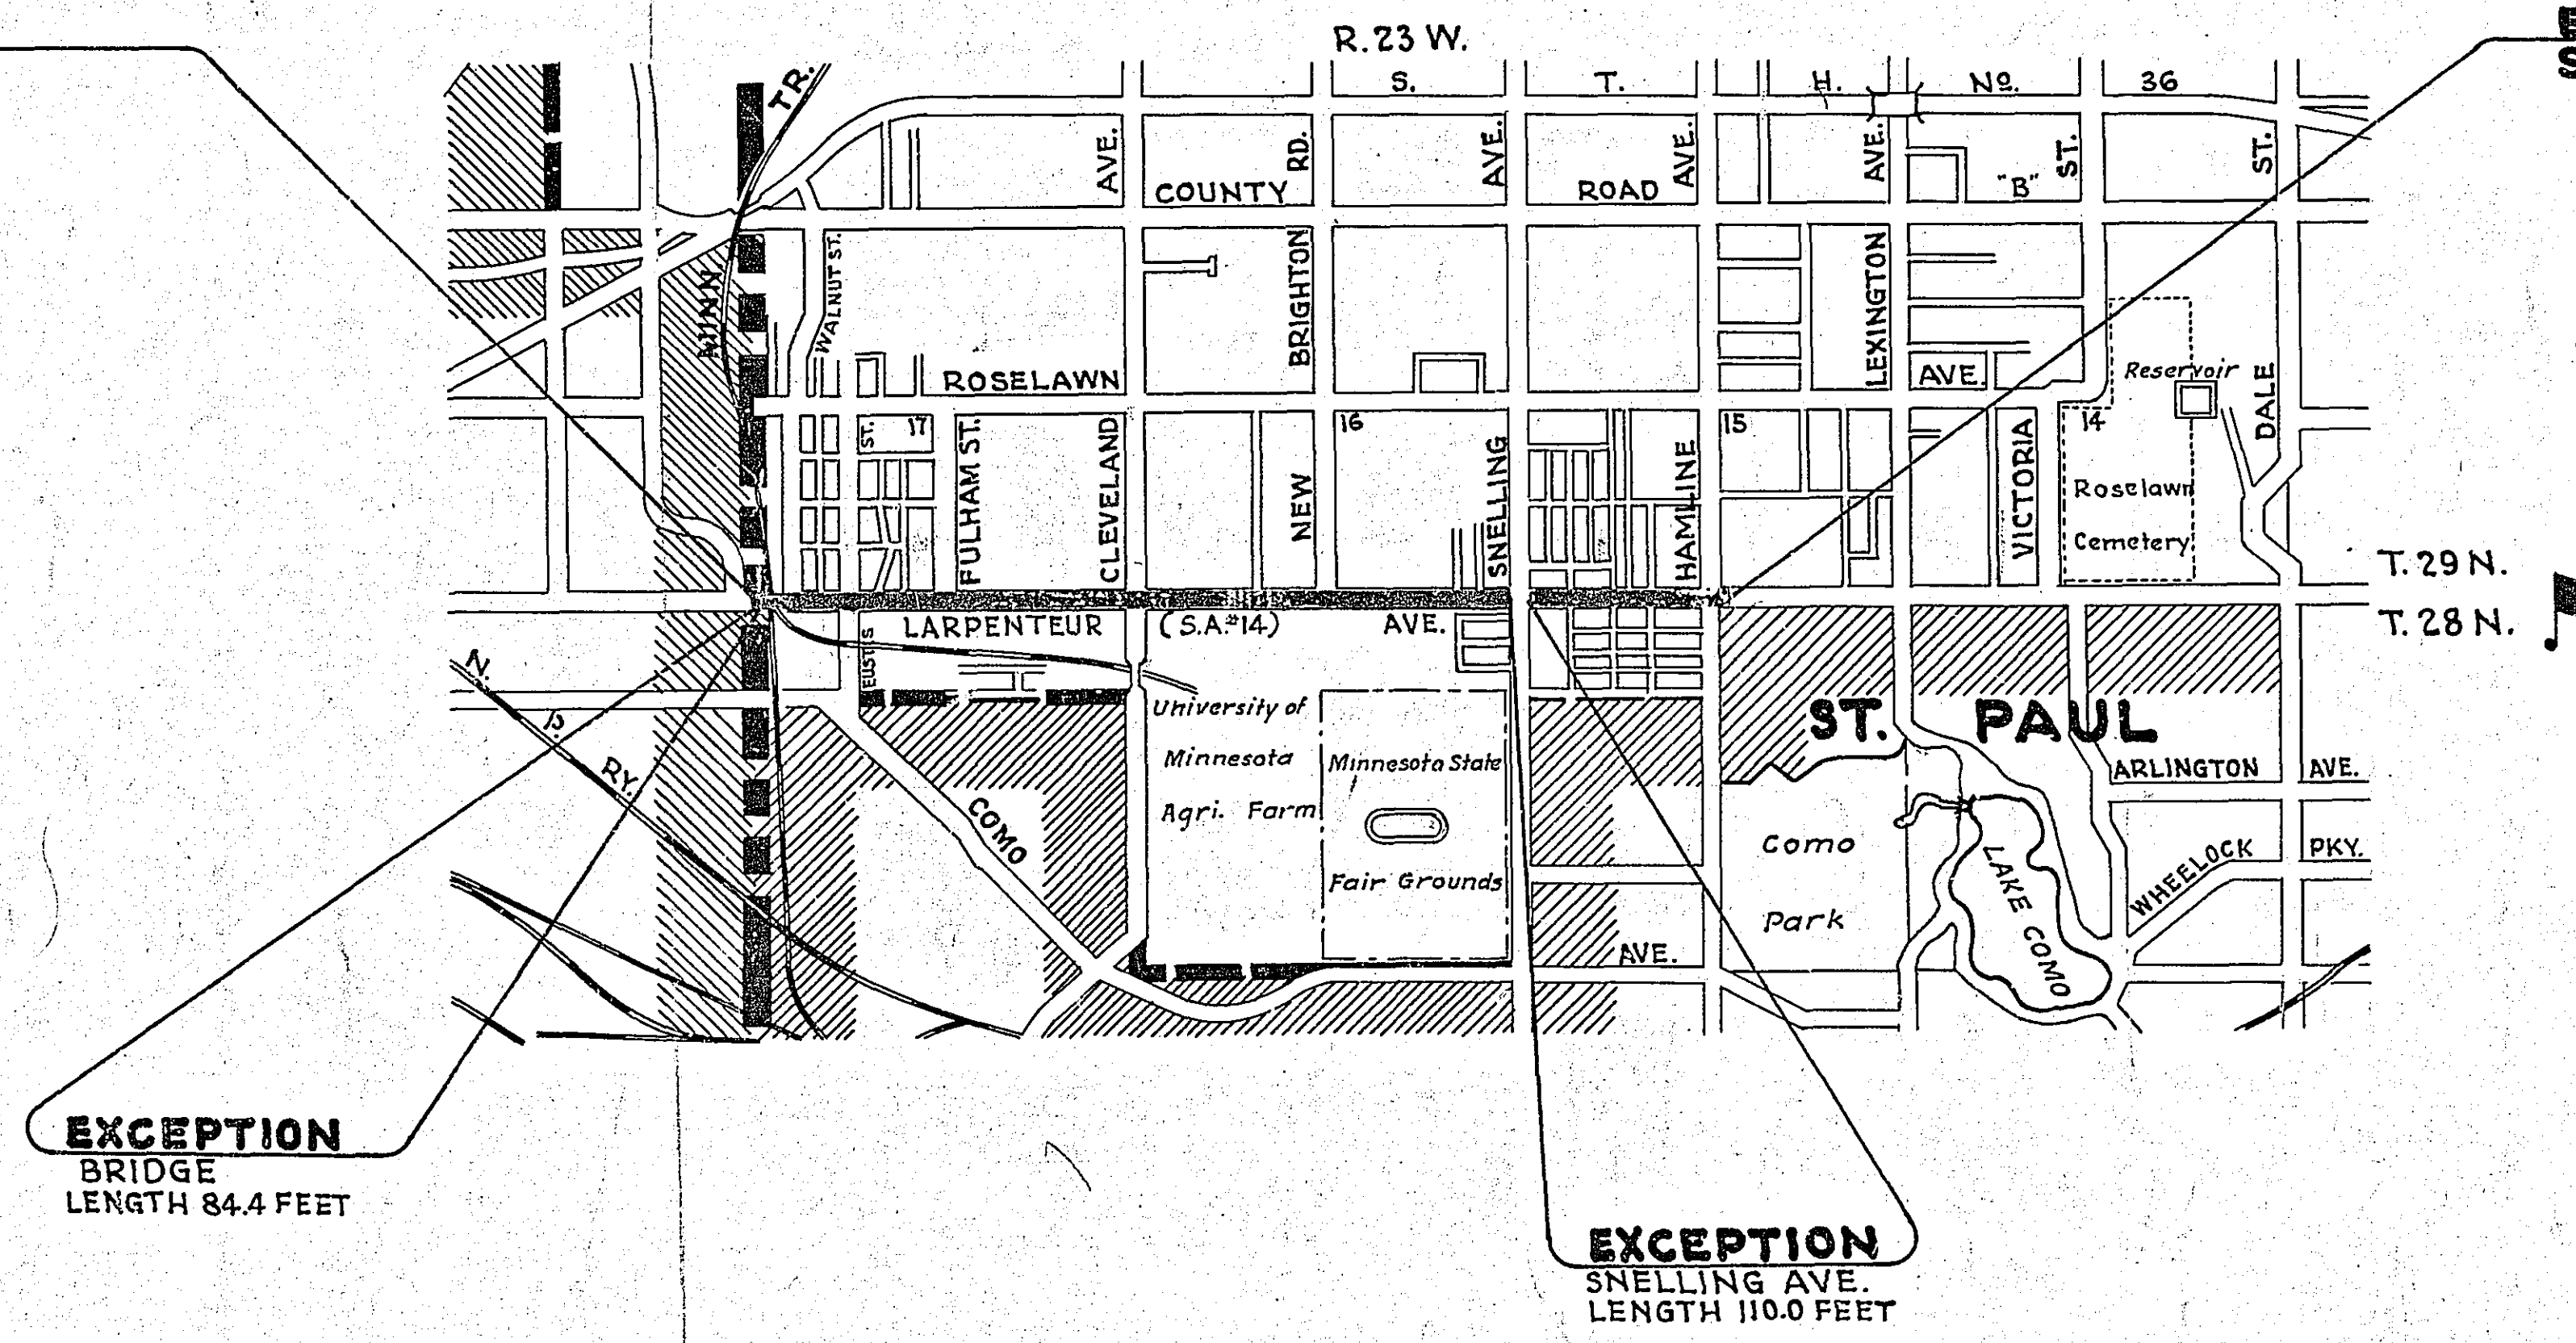 R. 23 W.
TR.
S. T. H. No. 36
AVE.
RD.
AVE.
AVE.
AVE.
ST.
ST.
COUNTY ROAD "B"
MINN
WALNUT ST.
BRIGHTON
LEXINGTON
ROSELAWN AVE.
Reservoir
DALE
ST.
17
16
15
14
FULHAM ST.
CLEVELAND
NEW
SNELLING
HAMLINE
VICTORIA
Roselawn
Cemetery
T. 29 N.
T. 28 N.
LARPENTEUR (S.A. #14) AVE.
EUSTIS
N.
P.
RY.
University of
Minnesota
Agri. Farm
Minnesota State
Fair Grounds
ST. PAUL
ARLINGTON AVE.
COMO
AVE.
Como
Park
LAKE COMO
WHEELOCK PKY.
EXCEPTION
BRIDGE
LENGTH 84.4 FEET
EXCEPTION
SNELLING AVE.
LENGTH 110.0 FEET